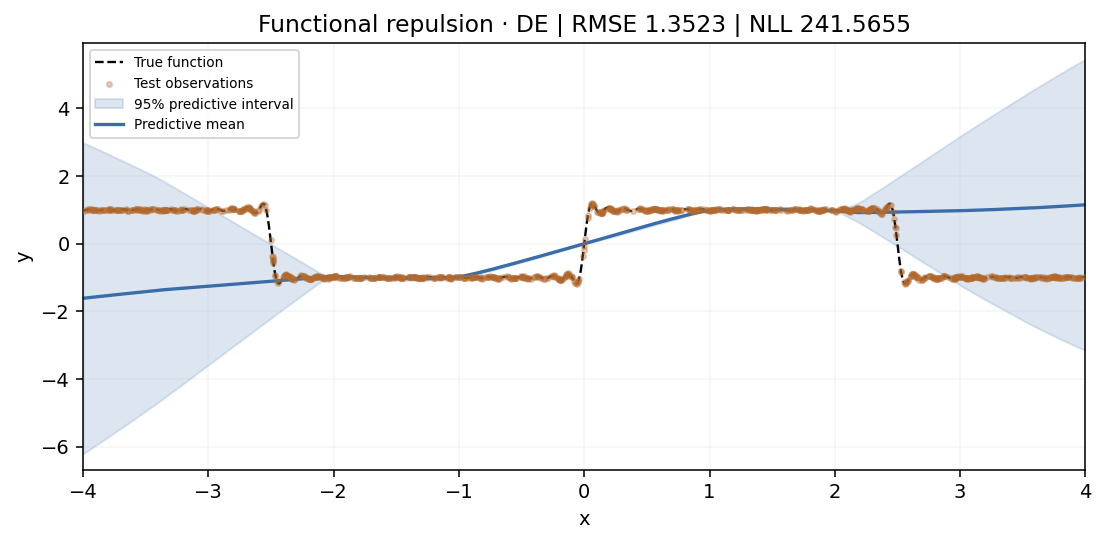 Functional repulsion · DE | RMSE 1.3523 | NLL 241.5655
True function
Test observations
95% predictive interval
Predictive mean
y
4
2
0
−2
−4
−6
−4
−3
−2
−1
0
1
2
3
4
x